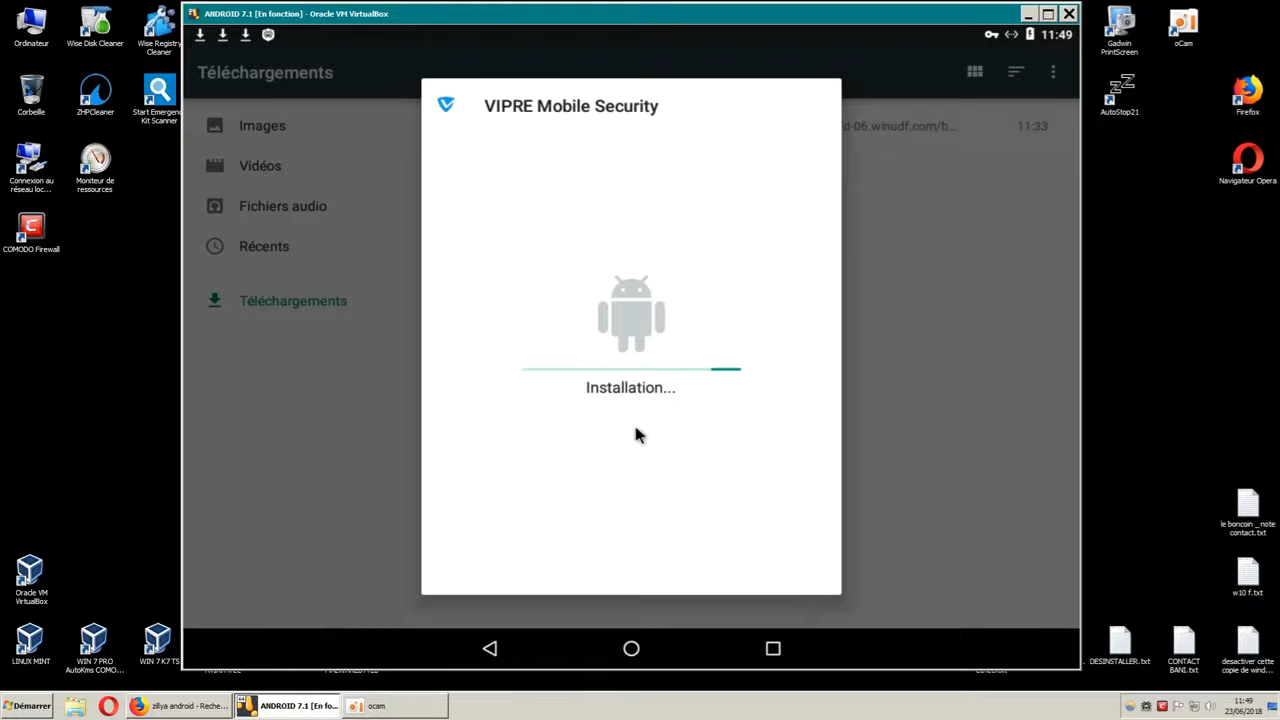 ANDROID 7.1 [En fonction] - Oracle VM VirtualBox
11:49
Téléchargements
Images
Vidéos
Fichiers audio
Récents
Téléchargements
d-06.winudf.com/b...
11:33
VIPRE Mobile Security
Installation...
Ordinateur
Wise Disk Cleaner
Wise Registry
Cleaner
Corbeille
ZHPCleaner
Start Emergenc
Kit Scanner
Connexion au
réseau loc...
Moniteur de
ressources
COMODO Firewall
Oracle VM
VirtualBox
LINUX MINT
WIN 7 PRO
AutoKms COMO...
WIN 7 K7 TS
Gadwin
PrintScreen
oCam
AutoStop21
Firefox
Navigateur Opera
le boncoin _note
contact.txt
w10 f.txt
DESINSTALLER.txt
CONTACT
BANI.txt
desactiver cette
copie de wind...
Démarrer
zillya android - Reche...
ANDROID 7.1 [En fo...
ocam
11:49
23/06/2018